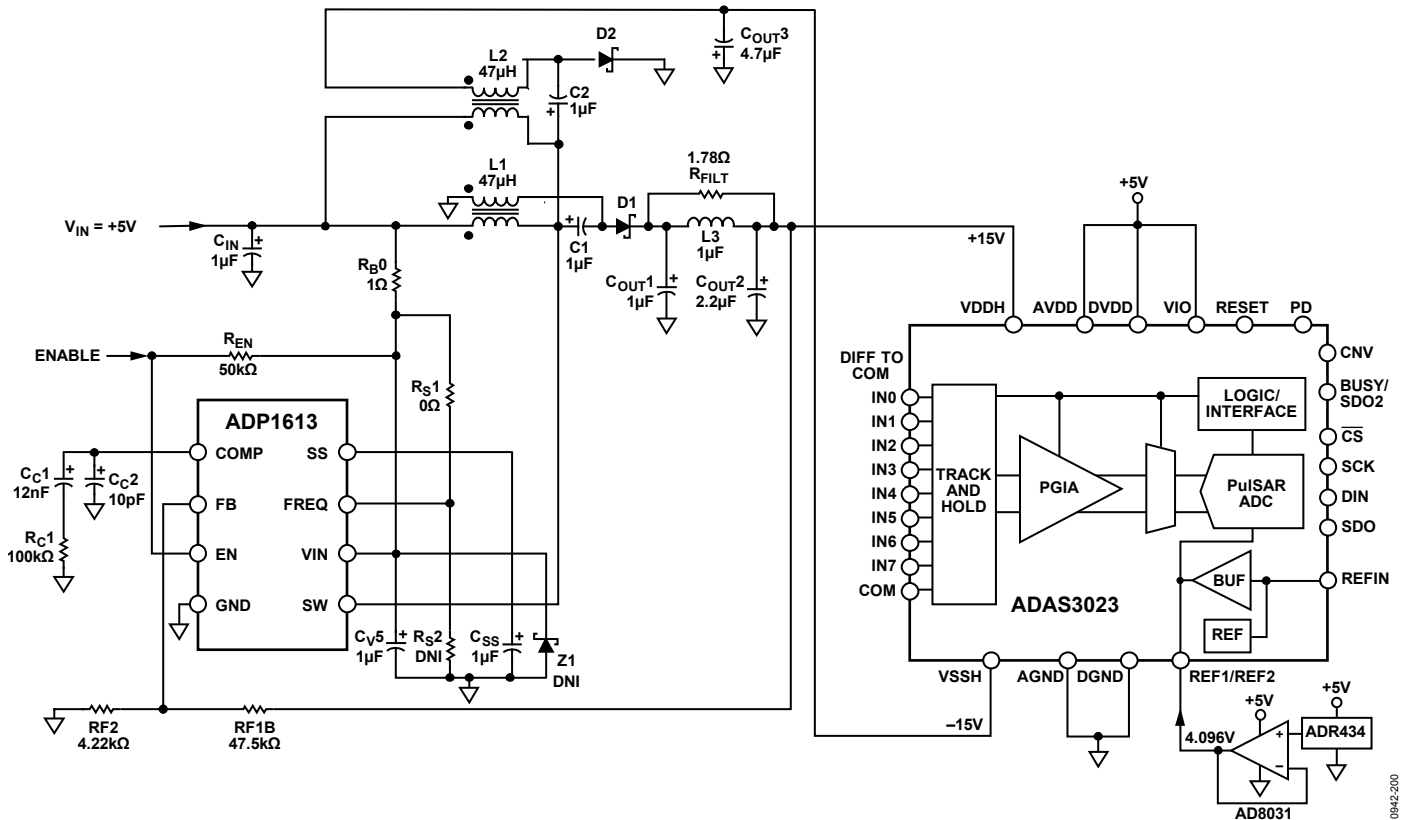 L2
47µH
D2
COUT3
4.7µF
C2
1µF
+
+
L1
47µH
1.78Ω
RFILT
D1
VIN = +5V
CIN
1µF
+
+
C1
1µF
L3
1µF
COUT1
1µF
+
COUT2
2.2µF
+
+15V
+5V
RB0
1Ω
ENABLE
REN
50kΩ
RS1
0Ω
ADP1613
COMP
FB
EN
GND
SS
FREQ
VIN
SW
CC1
12nF
+
CC2
10pF
+
RC1
100kΩ
CV5
1µF
+
RS2
DNI
CSS
1µF
+
Z1
DNI
RF2
4.22kΩ
RF1B
47.5kΩ
VDDH
AVDD
DVDD
VIO
RESET
PD
DIFF TO
COM
IN0
IN1
IN2
IN3
IN4
IN5
IN6
IN7
COM
TRACK
AND
HOLD
PGIA
LOGIC/
INTERFACE
PulSAR
ADC
BUF
REF
ADAS3023
CNV
BUSY/
SDO2
CS
SCK
DIN
SDO
REFIN
VSSH
AGND
DGND
REF1/REF2
–15V
4.096V
+5V
+5V
+
–
ADR434
AD8031
0942-200